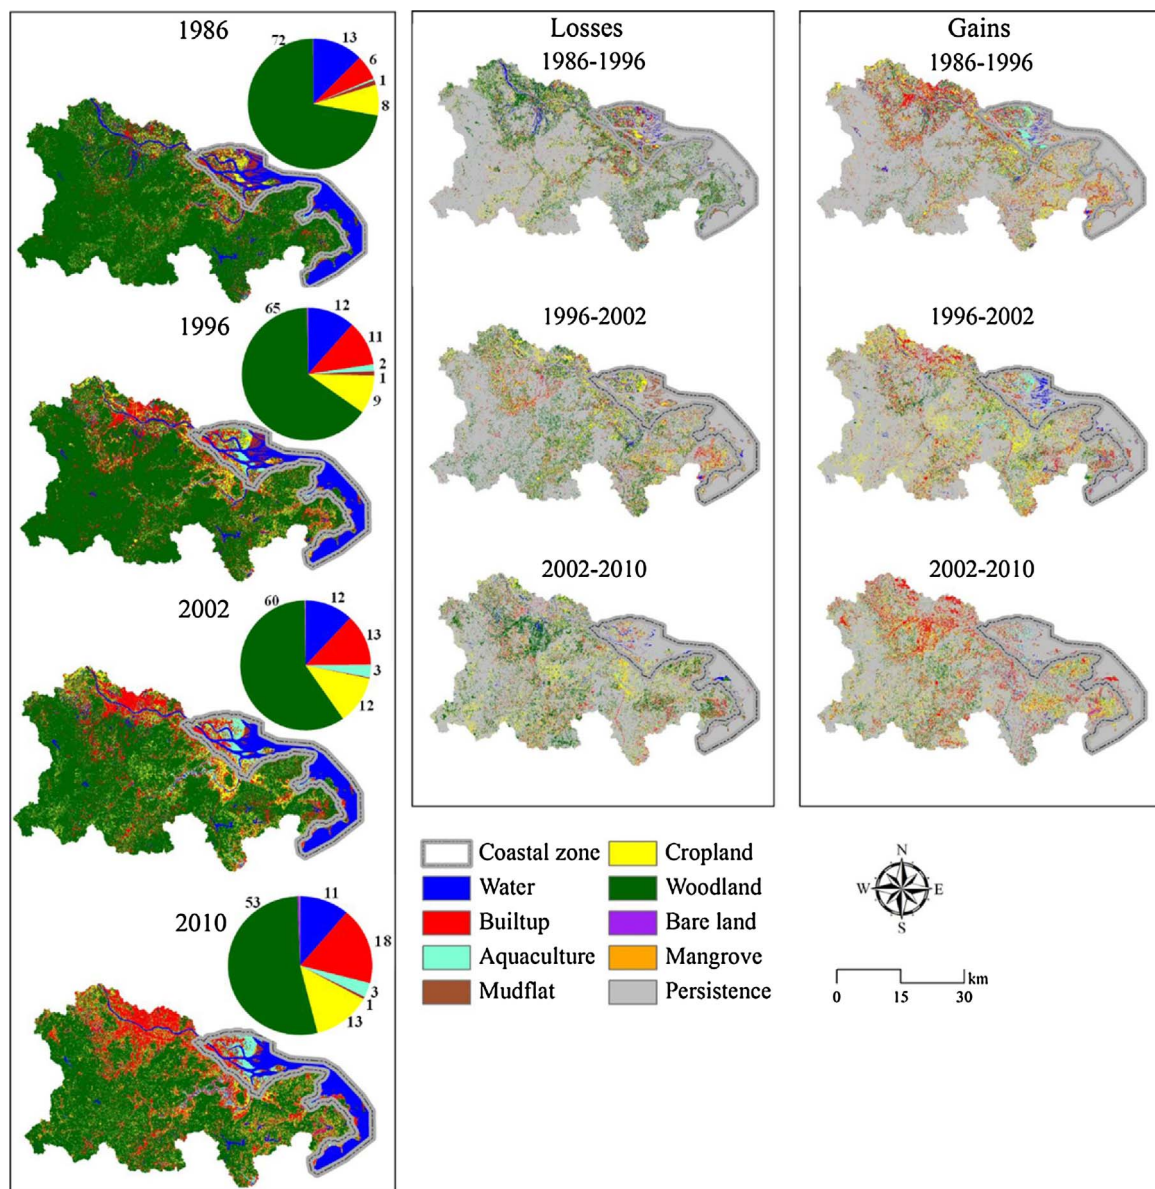 1986
72
13
6
1
8
1996
65
12
11
2
1
9
2002
60
12
13
3
12
2010
53
11
18
3
1
13
Losses
1986-1996
1996-2002
2002-2010
Gains
1986-1996
1996-2002
2002-2010
Coastal zone
Water
Builtup
Aquaculture
Mudflat
Cropland
Woodland
Bare land
Mangrove
Persistence
N
W E
S
km
0 15 30